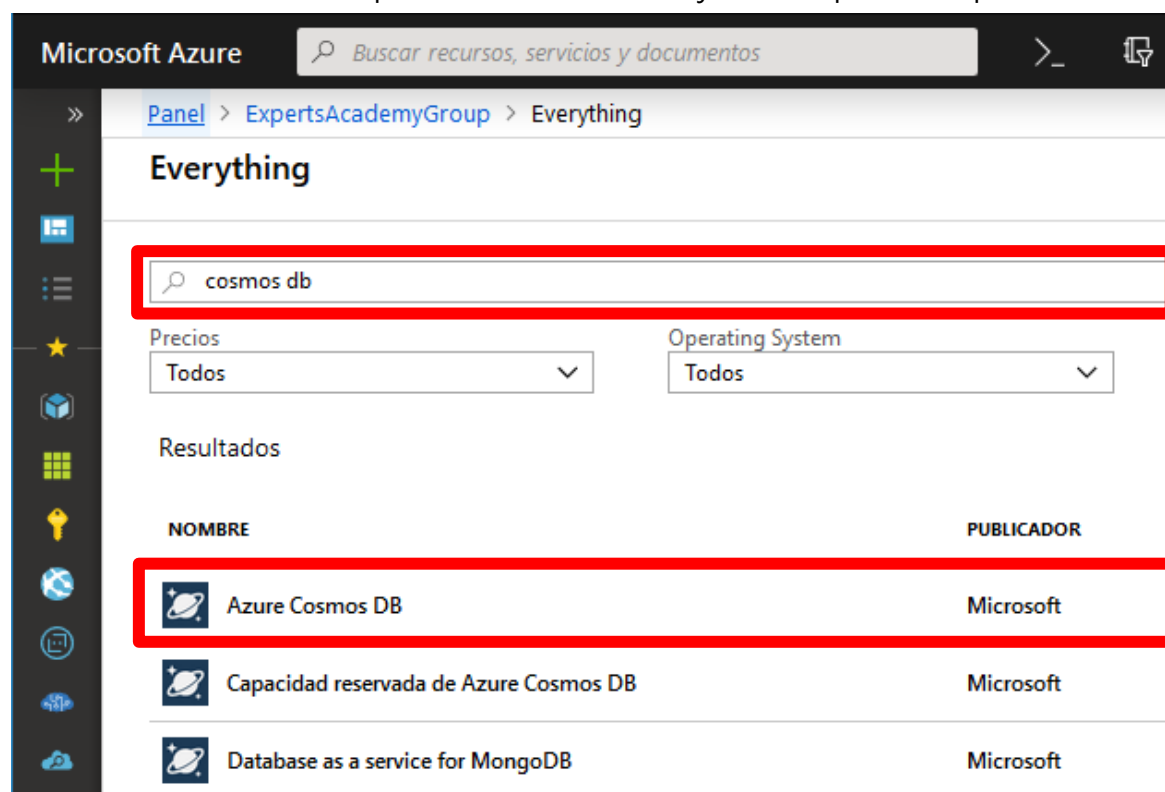 Microsoft Azure Buscar recursos, servicios y documentos
Panel > ExpertsAcademyGroup > Everything
Everything
cosmos db
Precios Operating System
Todos Todos
Resultados
NOMBRE PUBLICADOR
Azure Cosmos DB Microsoft
Capacidad reservada de Azure Cosmos DB Microsoft
Database as a service for MongoDB Microsoft